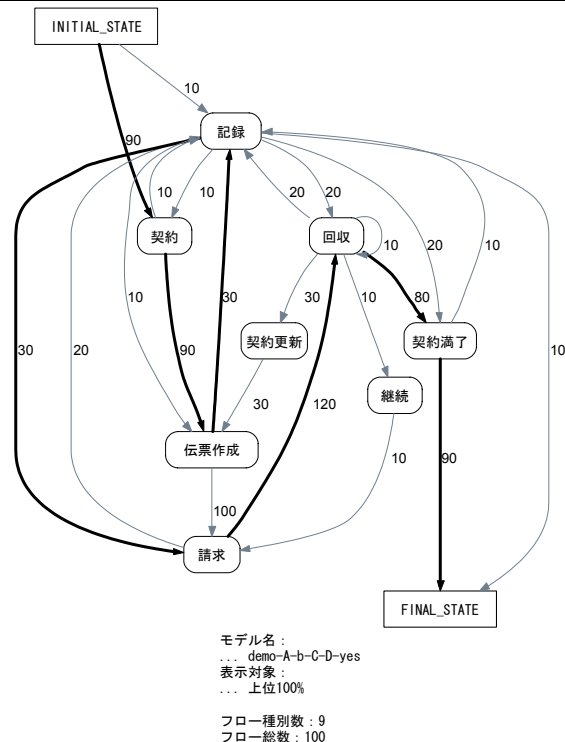 INITIAL_STATE
10
90
記録
10
10
20
20
契約
回収
10
20
10
10
30
30
10
80
契約更新
契約満了
30
20
90
10
継続
30
120
伝票作成
10
90
100
請求
FINAL_STATE
モデル名:
... demo-A-b-C-D-yes
表示対象:
... 上位100%
フロー種別数:9
フロー総数:100